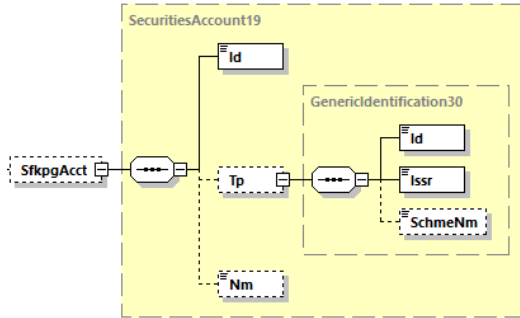 SecuritiesAccount19
Id
GenericIdentification30
Id
SfkpgAcct
Tp
Issr
SchmeNm
Nm